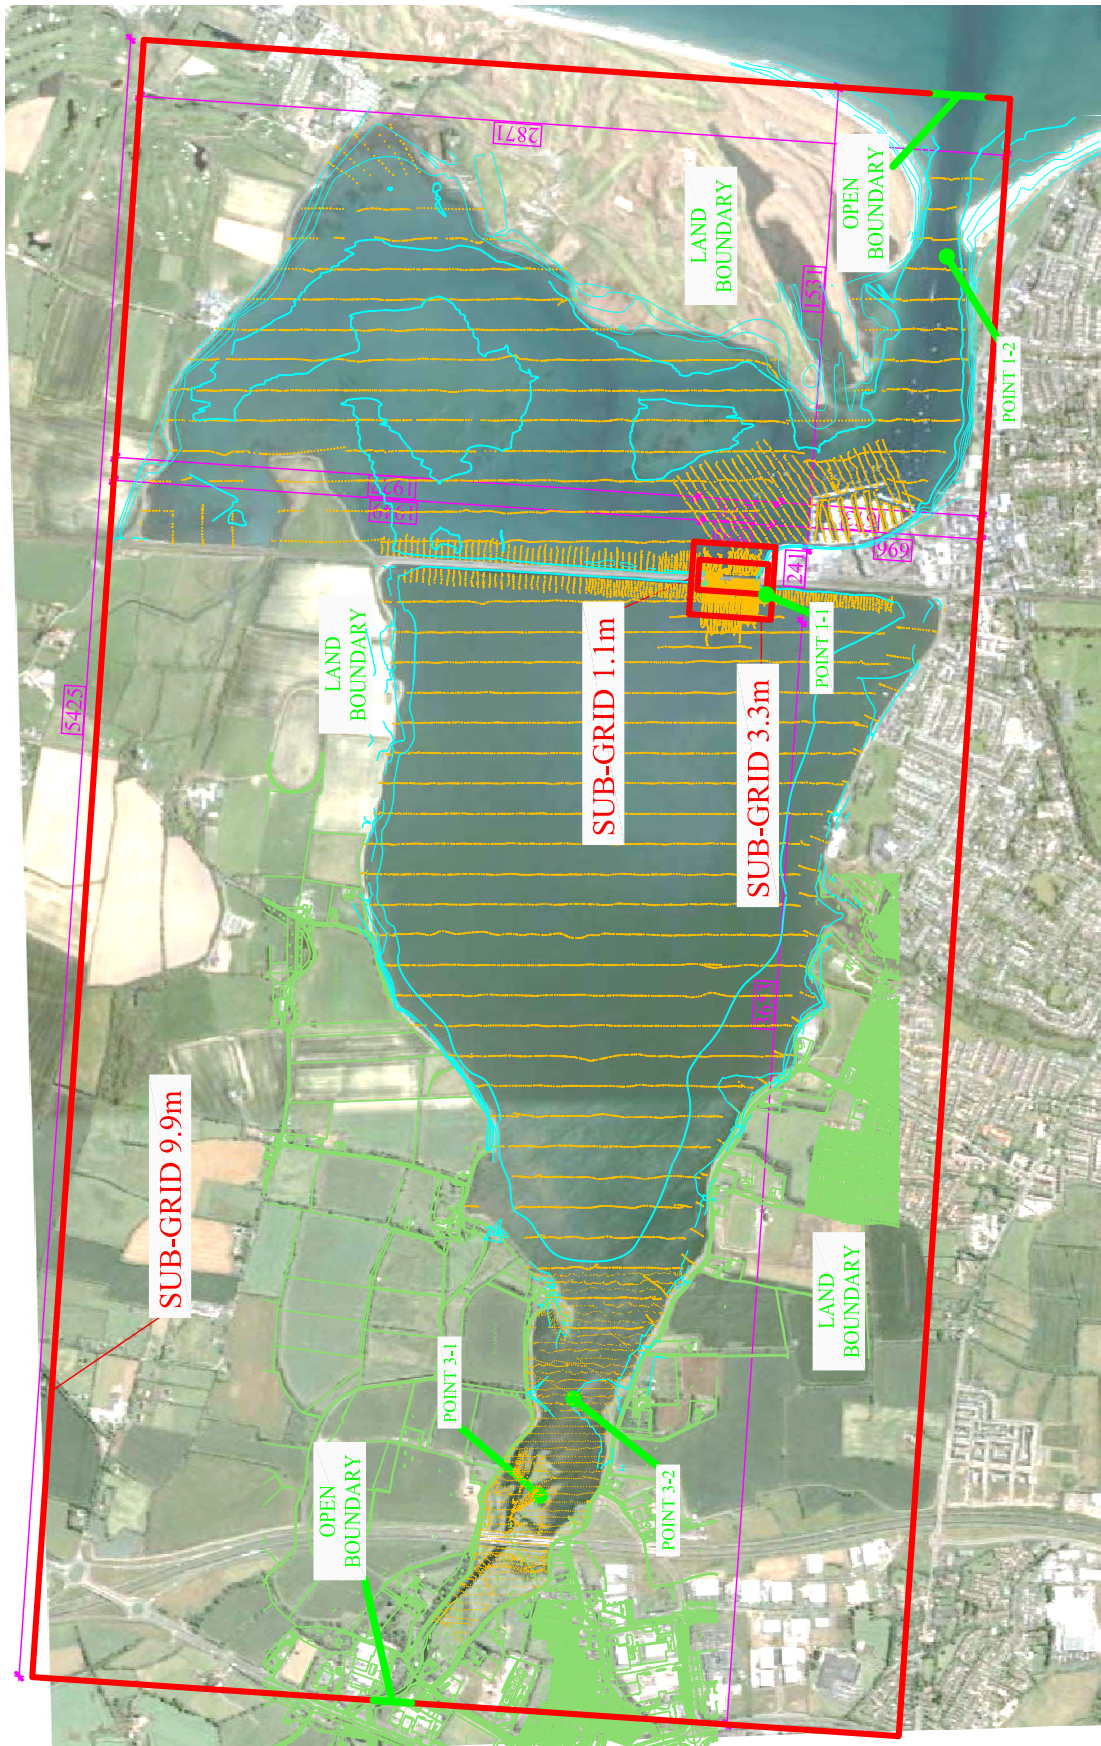 2871
OPEN
BOUNDARY
LAND
BOUNDARY
1531
POINT 1-2
969
241
LAND
BOUNDARY
POINT 1-1
SUB-GRID 1.1m
SUB-GRID 3.3m
5425
SUB-GRID 9.9m
LAND
BOUNDARY
POINT 3-1
POINT 3-2
OPEN
BOUNDARY